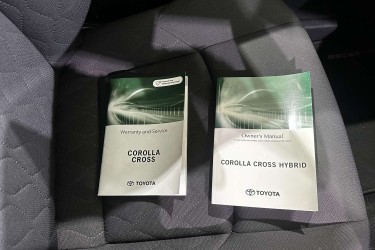 Warranty and Service
COROLLA
CROSS
TOYOTA
Owner's Manual
COROLLA CROSS HYBRID
TOYOTA